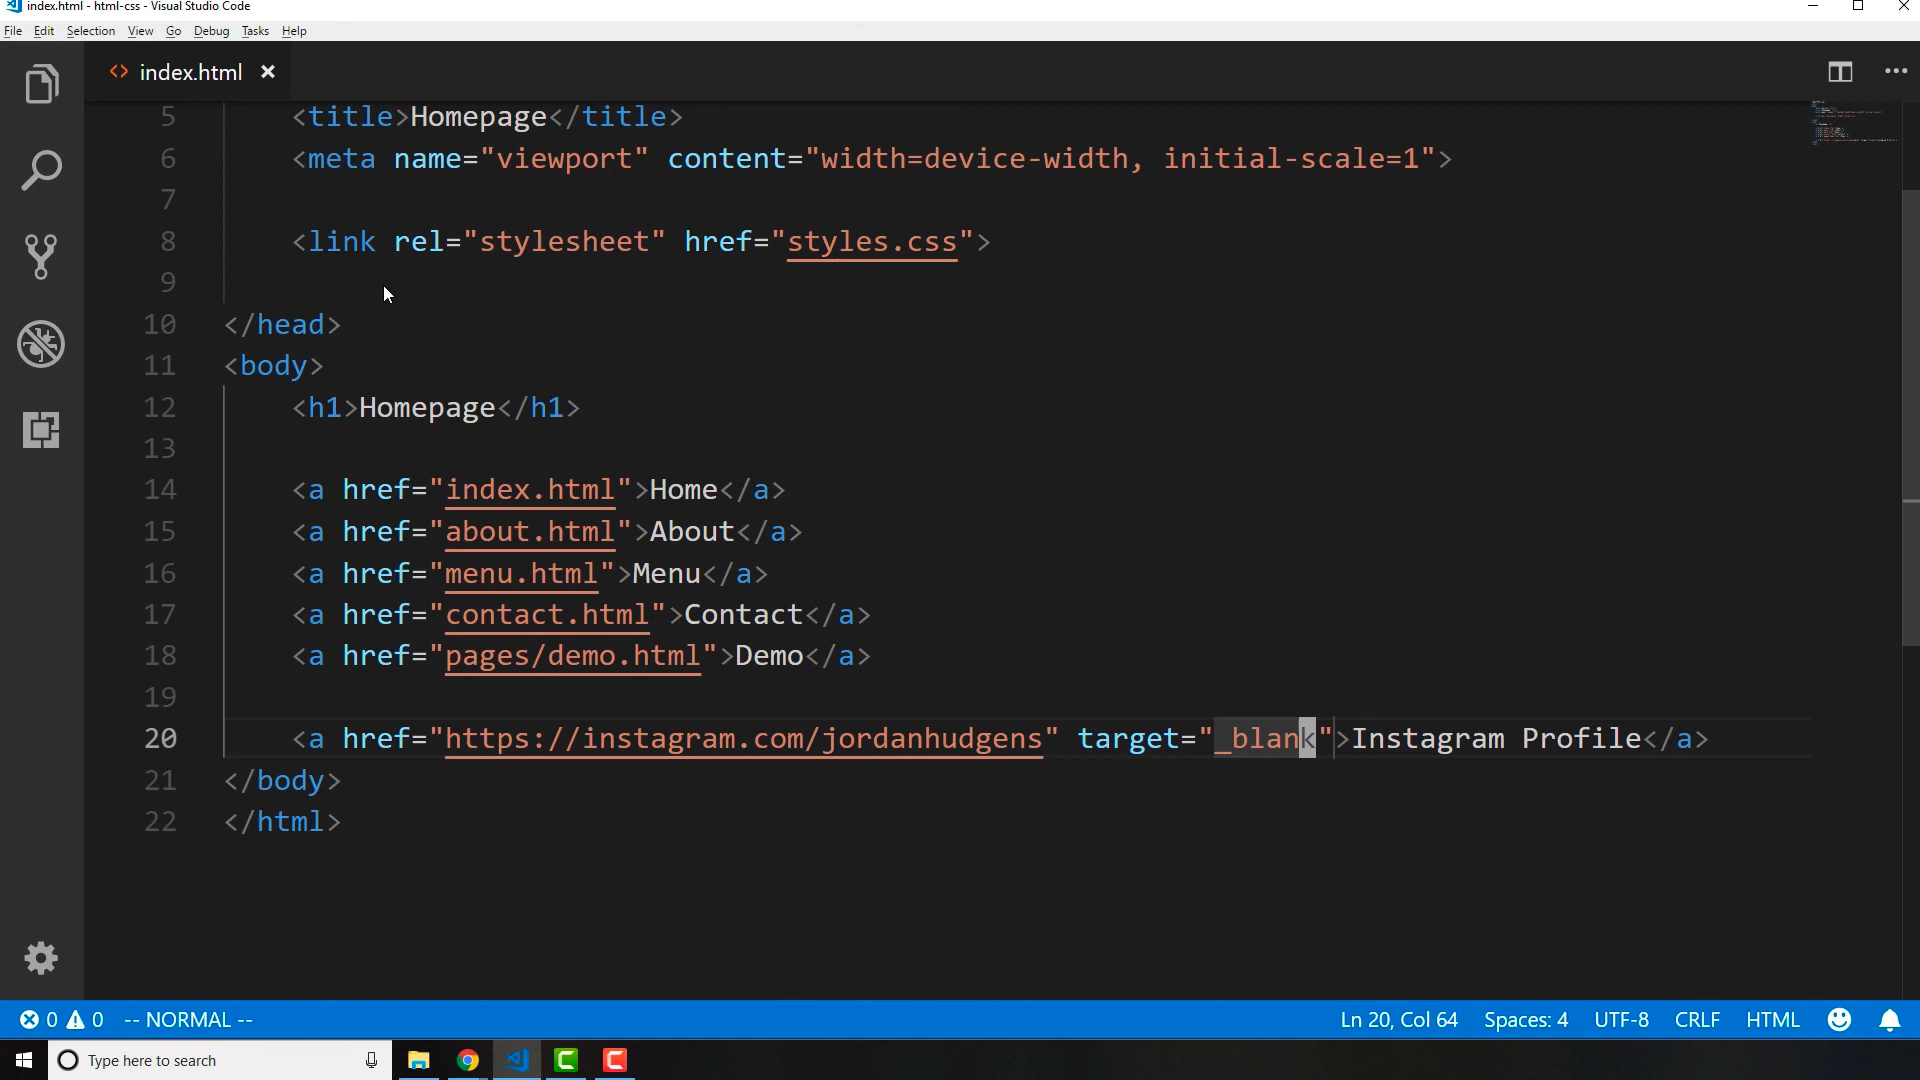 index.html - html-css - Visual Studio Code
File Edit Selection View Go Debug Tasks Help
index.html
5 <title>Homepage</title>
6 <meta name="viewport" content="width=device-width, initial-scale=1">
7
8 <link rel="stylesheet" href="styles.css">
9
10 </head>
11 <body>
12 <h1>Homepage</h1>
13
14 <a href="index.html">Home</a>
15 <a href="about.html">About</a>
16 <a href="menu.html">Menu</a>
17 <a href="contact.html">Contact</a>
18 <a href="pages/demo.html">Demo</a>
19
20 <a href="https://instagram.com/jordanhudgens" target="_blank">Instagram Profile</a>
21 </body>
22 </html>
0 0 -- NORMAL -- Ln 20, Col 64 Spaces: 4 UTF-8 CRLF HTML
Type here to search